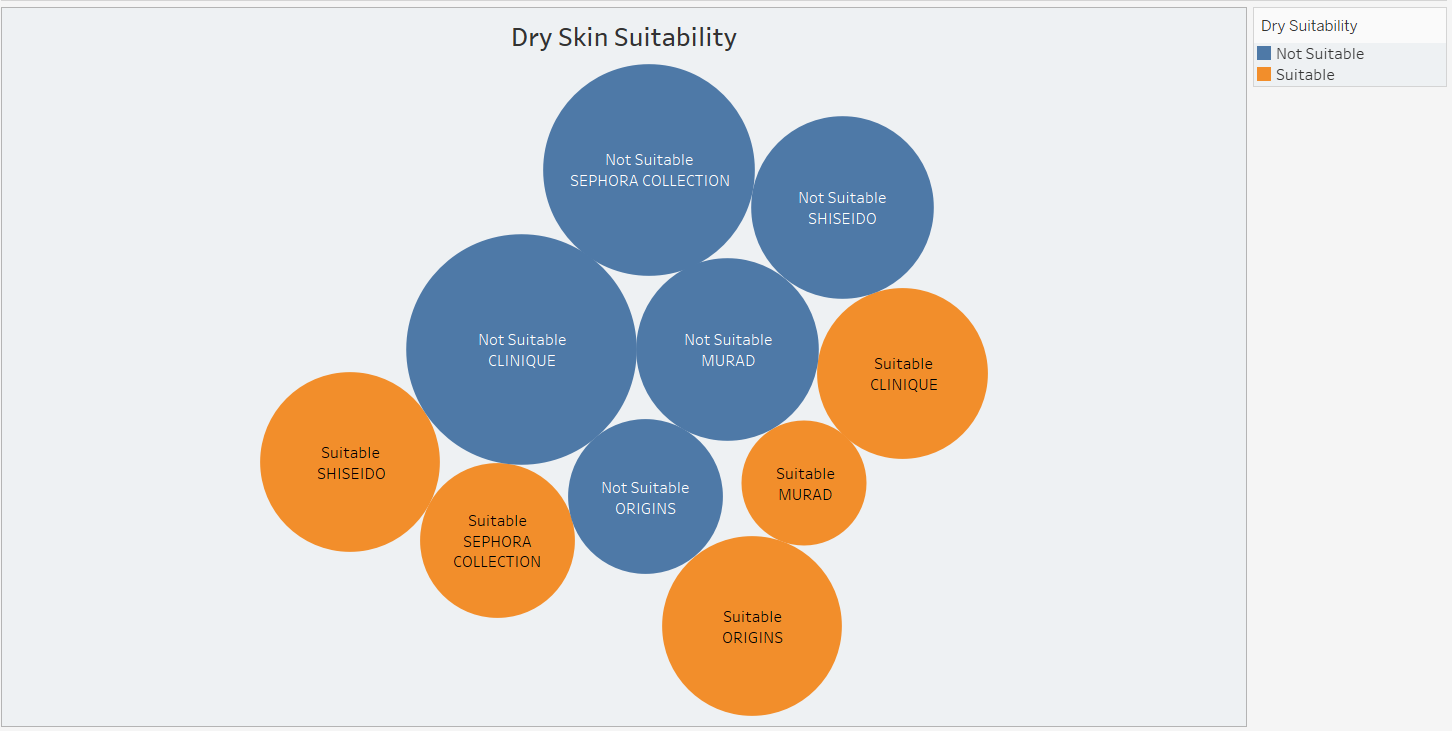 Dry Skin Suitability
Dry Suitability
Not Suitable
Suitable
Not Suitable
SEPHORA COLLECTION
Not Suitable
SHISEIDO
Not Suitable
CLINIQUE
Not Suitable
MURAD
Suitable
CLINIQUE
Suitable
SHISEIDO
Suitable
SEPHORA
COLLECTION
Not Suitable
ORIGINS
Suitable
MURAD
Suitable
ORIGINS